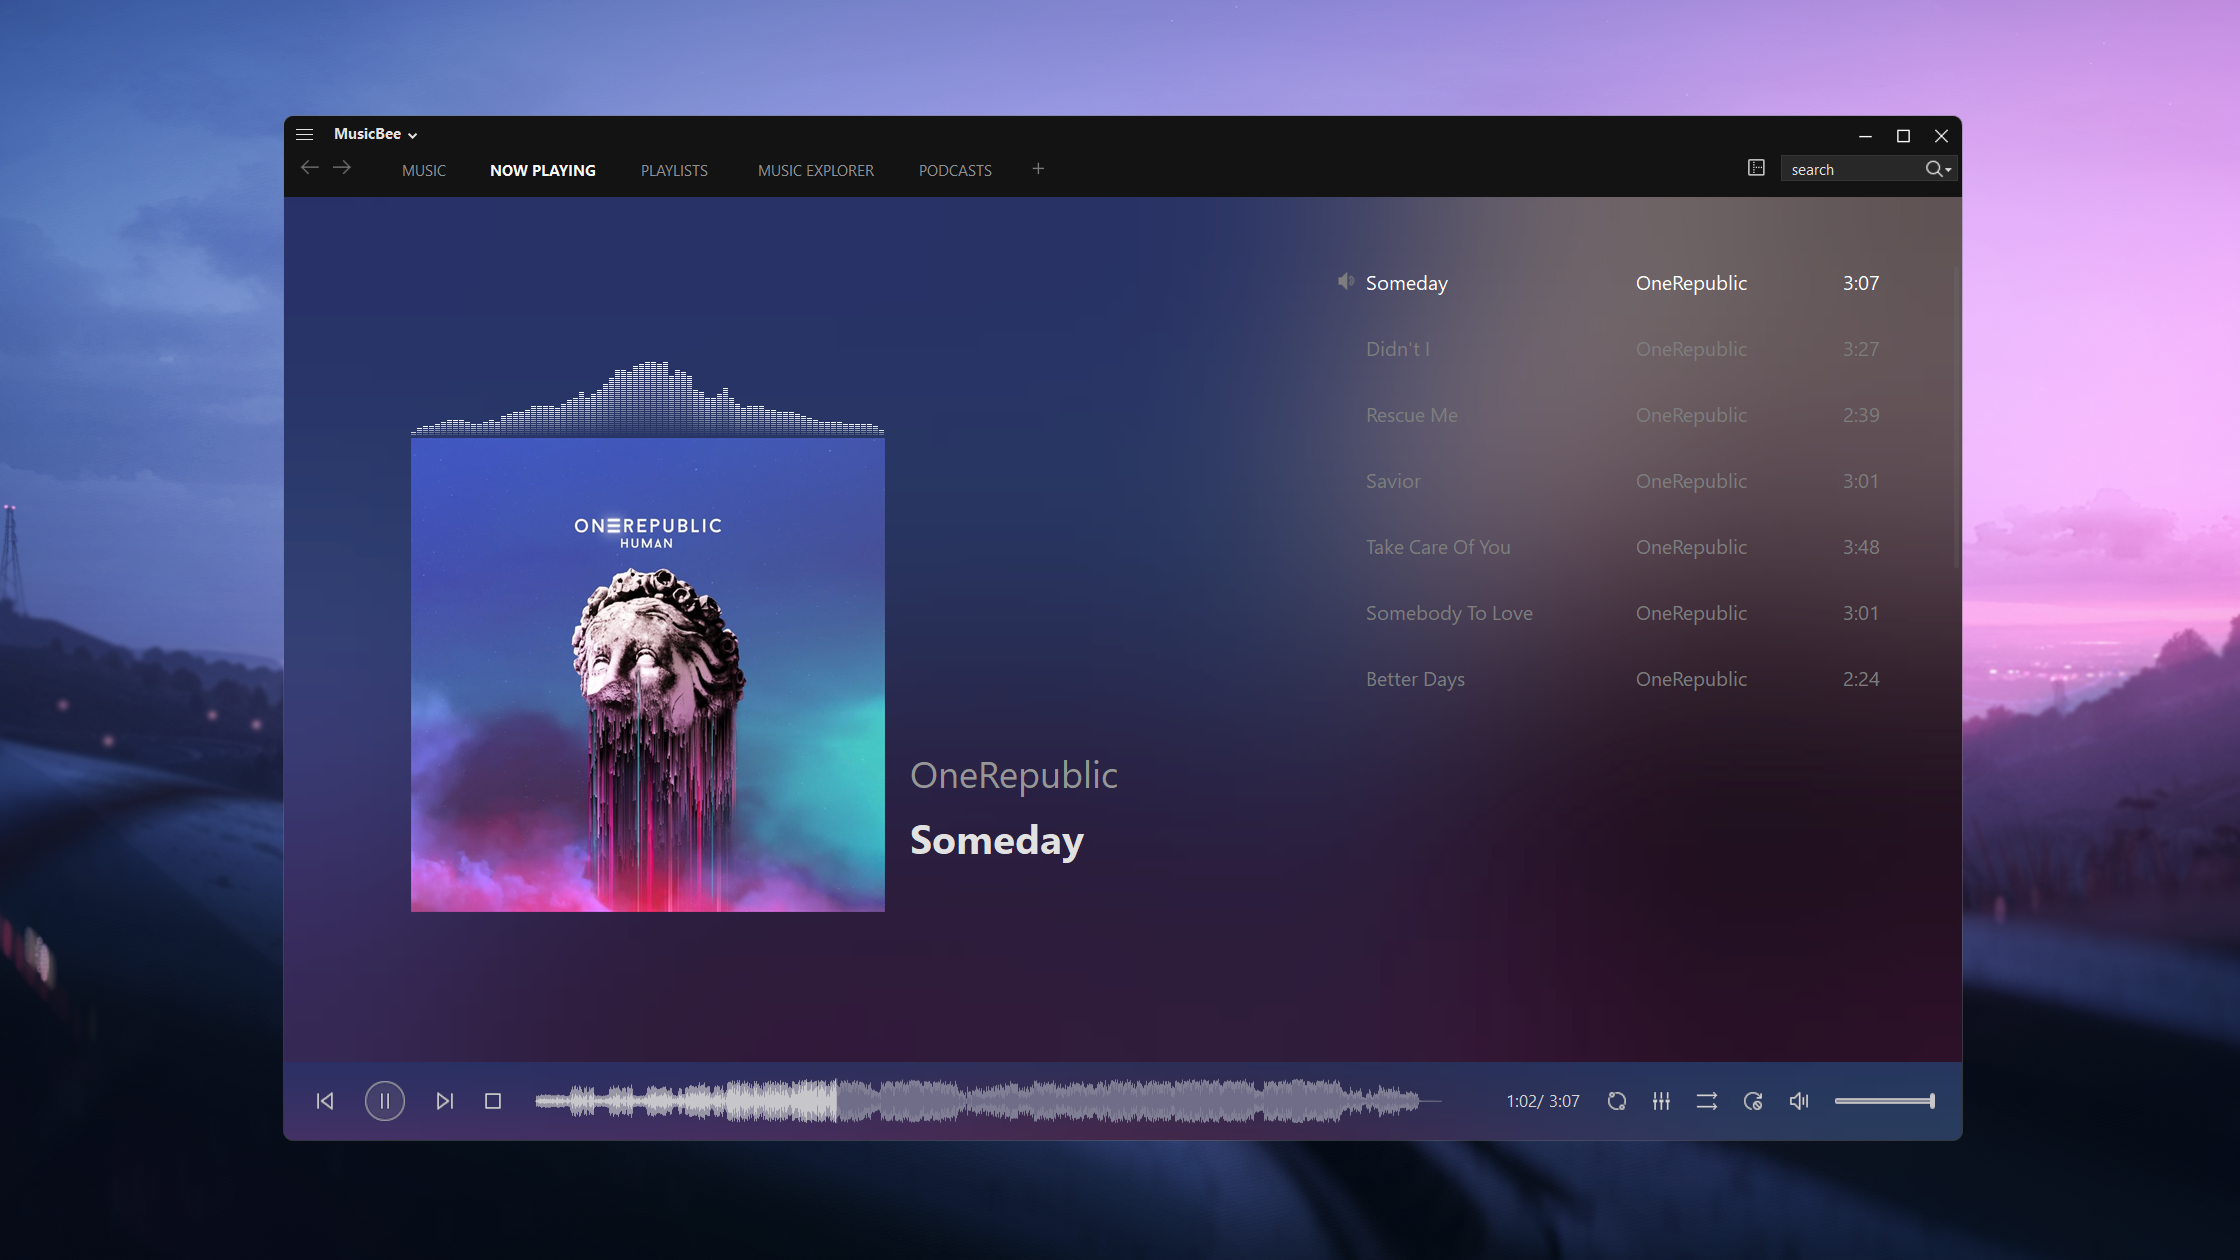 MusicBee
MUSIC NOW PLAYING PLAYLISTS MUSIC EXPLORER PODCASTS +
search
Someday OneRepublic 3:07
Didn't I OneRepublic 3:27
Rescue Me OneRepublic 2:39
Savior OneRepublic 3:01
Take Care Of You OneRepublic 3:48
Somebody To Love OneRepublic 3:01
Better Days OneRepublic 2:24
ONEREPUBLIC
HUMAN
OneRepublic
Someday
1:02/ 3:07